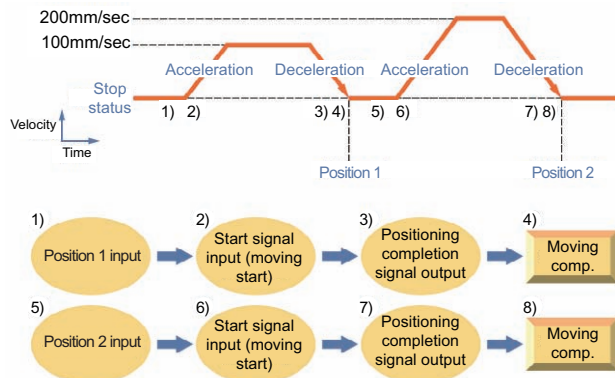 200mm/sec
100mm/sec
Acceleration Deceleration Acceleration Deceleration
Stop
status
1) 2) 3) 4) 5) 6) 7) 8)
Velocity
Time
Position 1 Position 2
1) 2) 3) 4)
Position 1 input
Start signal
input (moving
start)
Positioning
completion
signal output
Moving
comp.
5) 6) 7) 8)
Position 2 input
Start signal
input (moving
start)
Positioning
completion
signal output
Moving
comp.